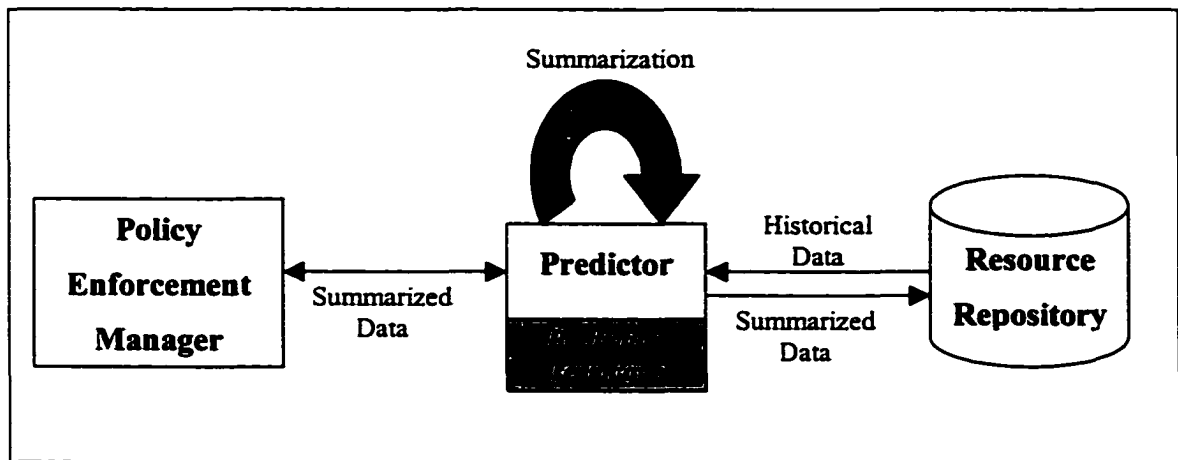 Summarization
Policy
Enforcement
Manager
Summarized
Data
Predictor
Historical
Data
Summarized
Data
Resource
Repository